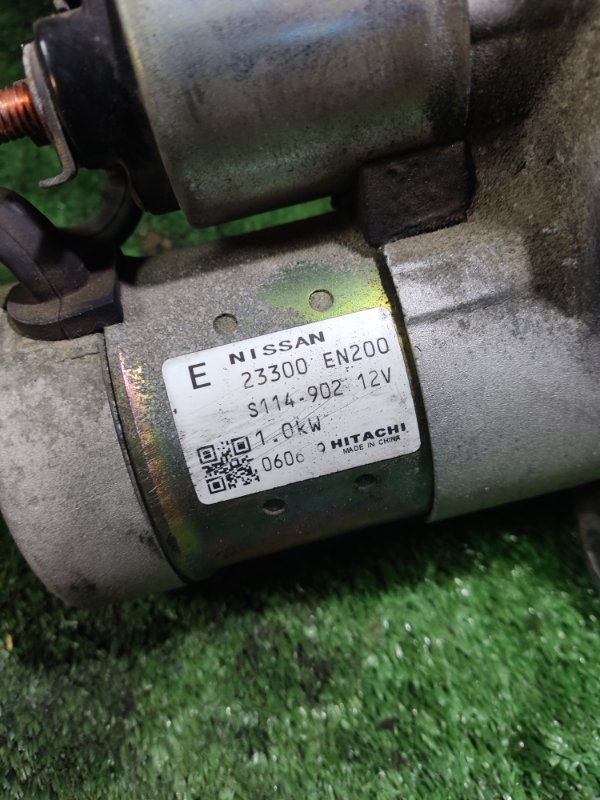 E NISSAN
23300 EN200
S114-902 12V
1.0kW
HITACHI
MADE IN CHINA